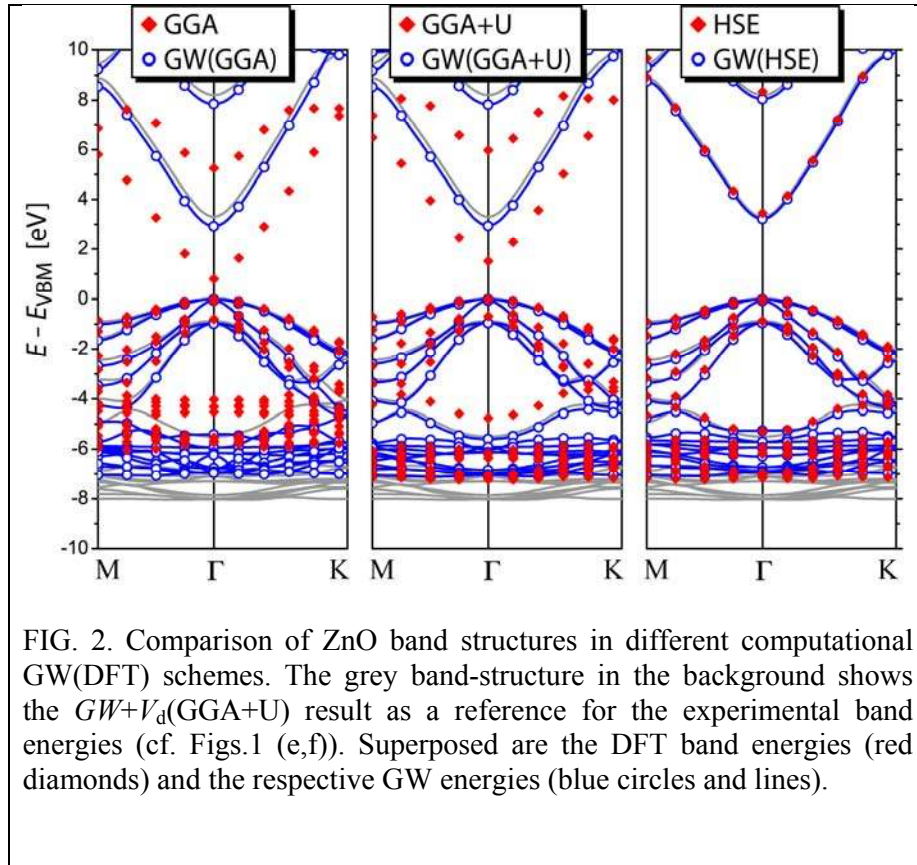 GGA
GW(GGA)
GGA+U
GW(GGA+U)
HSE
GW(HSE)
E - E_VBM [eV]
10
8
6
4
2
0
-2
-4
-6
-8
-10
M Γ K M Γ K M Γ K
FIG. 2. Comparison of ZnO band structures in different computational
GW(DFT) schemes. The grey band-structure in the background shows
the GW+V_d(GGA+U) result as a reference for the experimental band
energies (cf. Figs.1 (e,f)). Superposed are the DFT band energies (red
diamonds) and the respective GW energies (blue circles and lines).